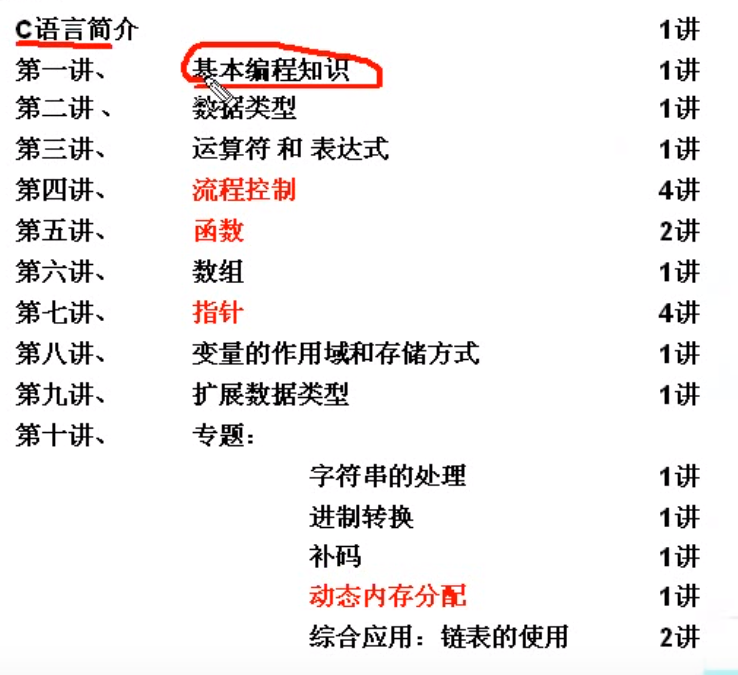 C语言简介 1讲
第一讲、 基本编程知识 1讲
第二讲、 数据类型 1讲
第三讲、 运算符 和 表达式 1讲
第四讲、 流程控制 4讲
第五讲、 函数 2讲
第六讲、 数组 1讲
第七讲、 指针 4讲
第八讲、 变量的作用域和存储方式 1讲
第九讲、 扩展数据类型 1讲
第十讲、 专题：
字符串的处理 1讲
进制转换 1讲
补码 1讲
动态内存分配 1讲
综合应用：链表的使用 2讲